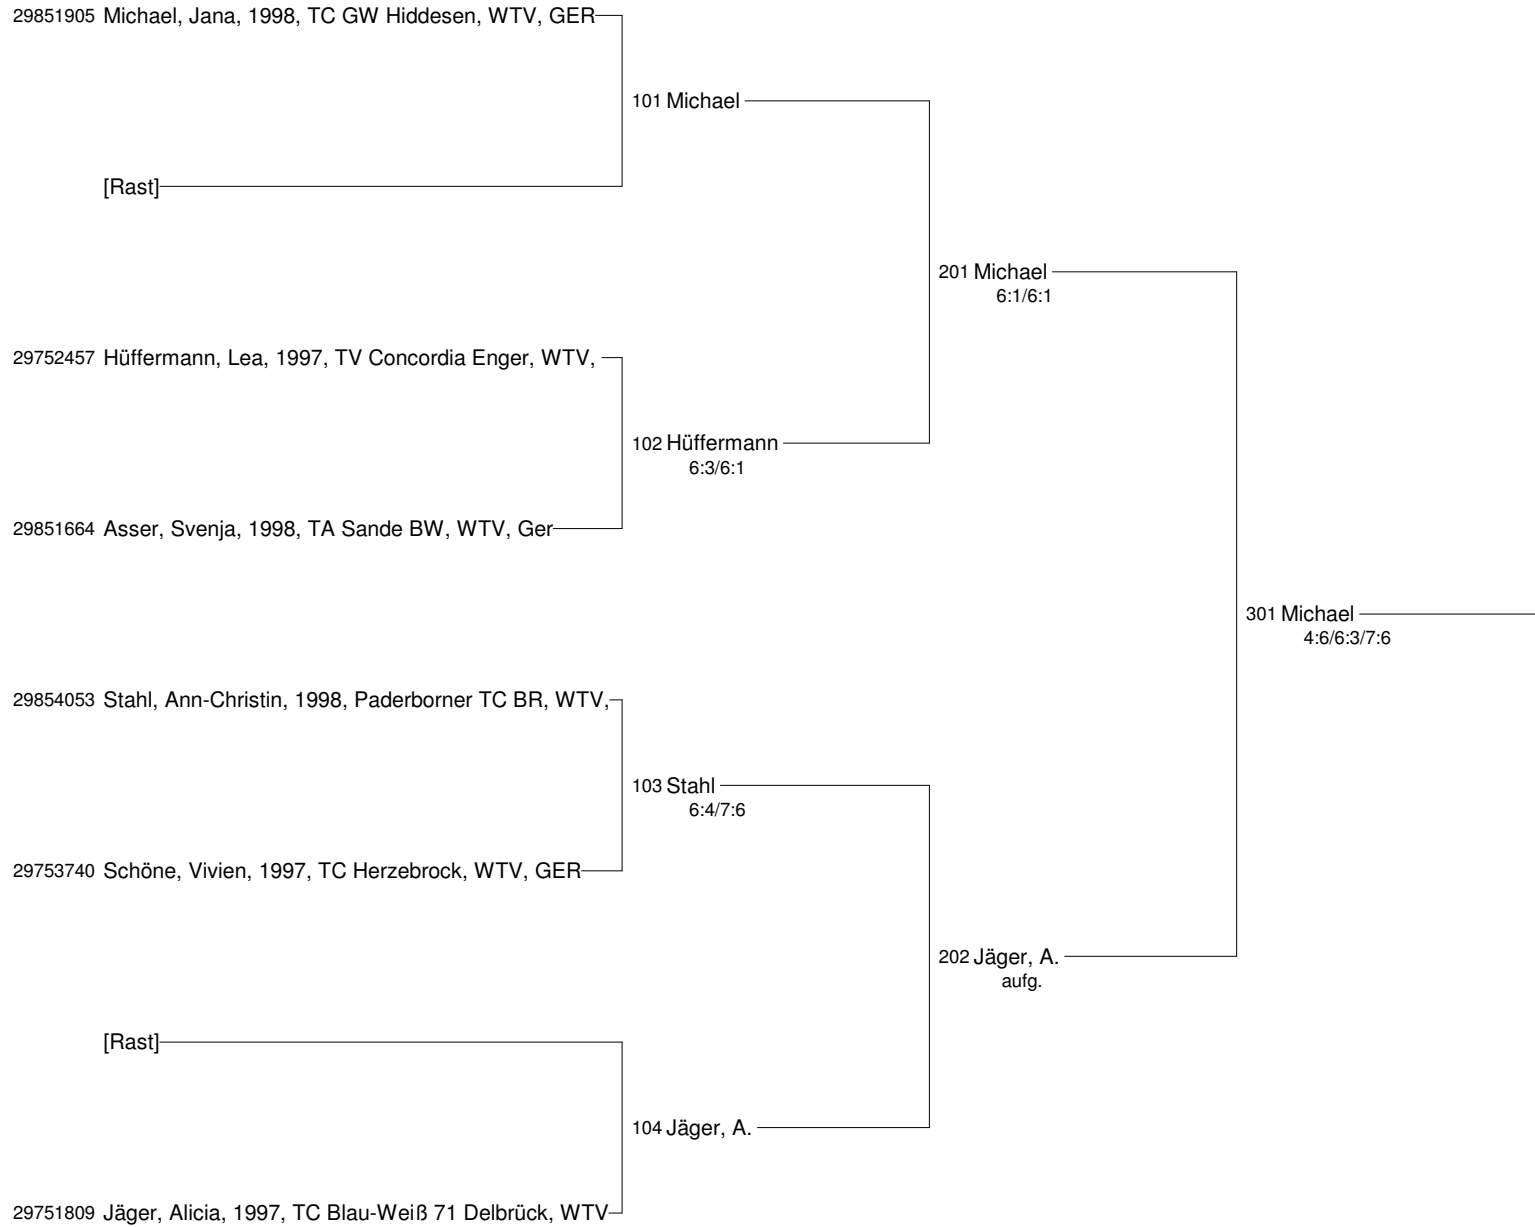 29851905 Michael, Jana, 1998, TC GW Hiddesen, WTV, GER
101 Michael
[Rast]
201 Michael
6:1/6:1
29752457 Hüffermann, Lea, 1997, TV Concordia Enger, WTV,
102 Hüffermann
6:3/6:1
29851664 Asser, Svenja, 1998, TA Sande BW, WTV, Ger
301 Michael
4:6/6:3/7:6
29854053 Stahl, Ann-Christin, 1998, Paderborner TC BR, WTV,
103 Stahl
6:4/7:6
29753740 Schöne, Vivien, 1997, TC Herzebrock, WTV, GER
202 Jäger, A.
aufg.
[Rast]
104 Jäger, A.
29751809 Jäger, Alicia, 1997, TC Blau-Weiß 71 Delbrück, WTV